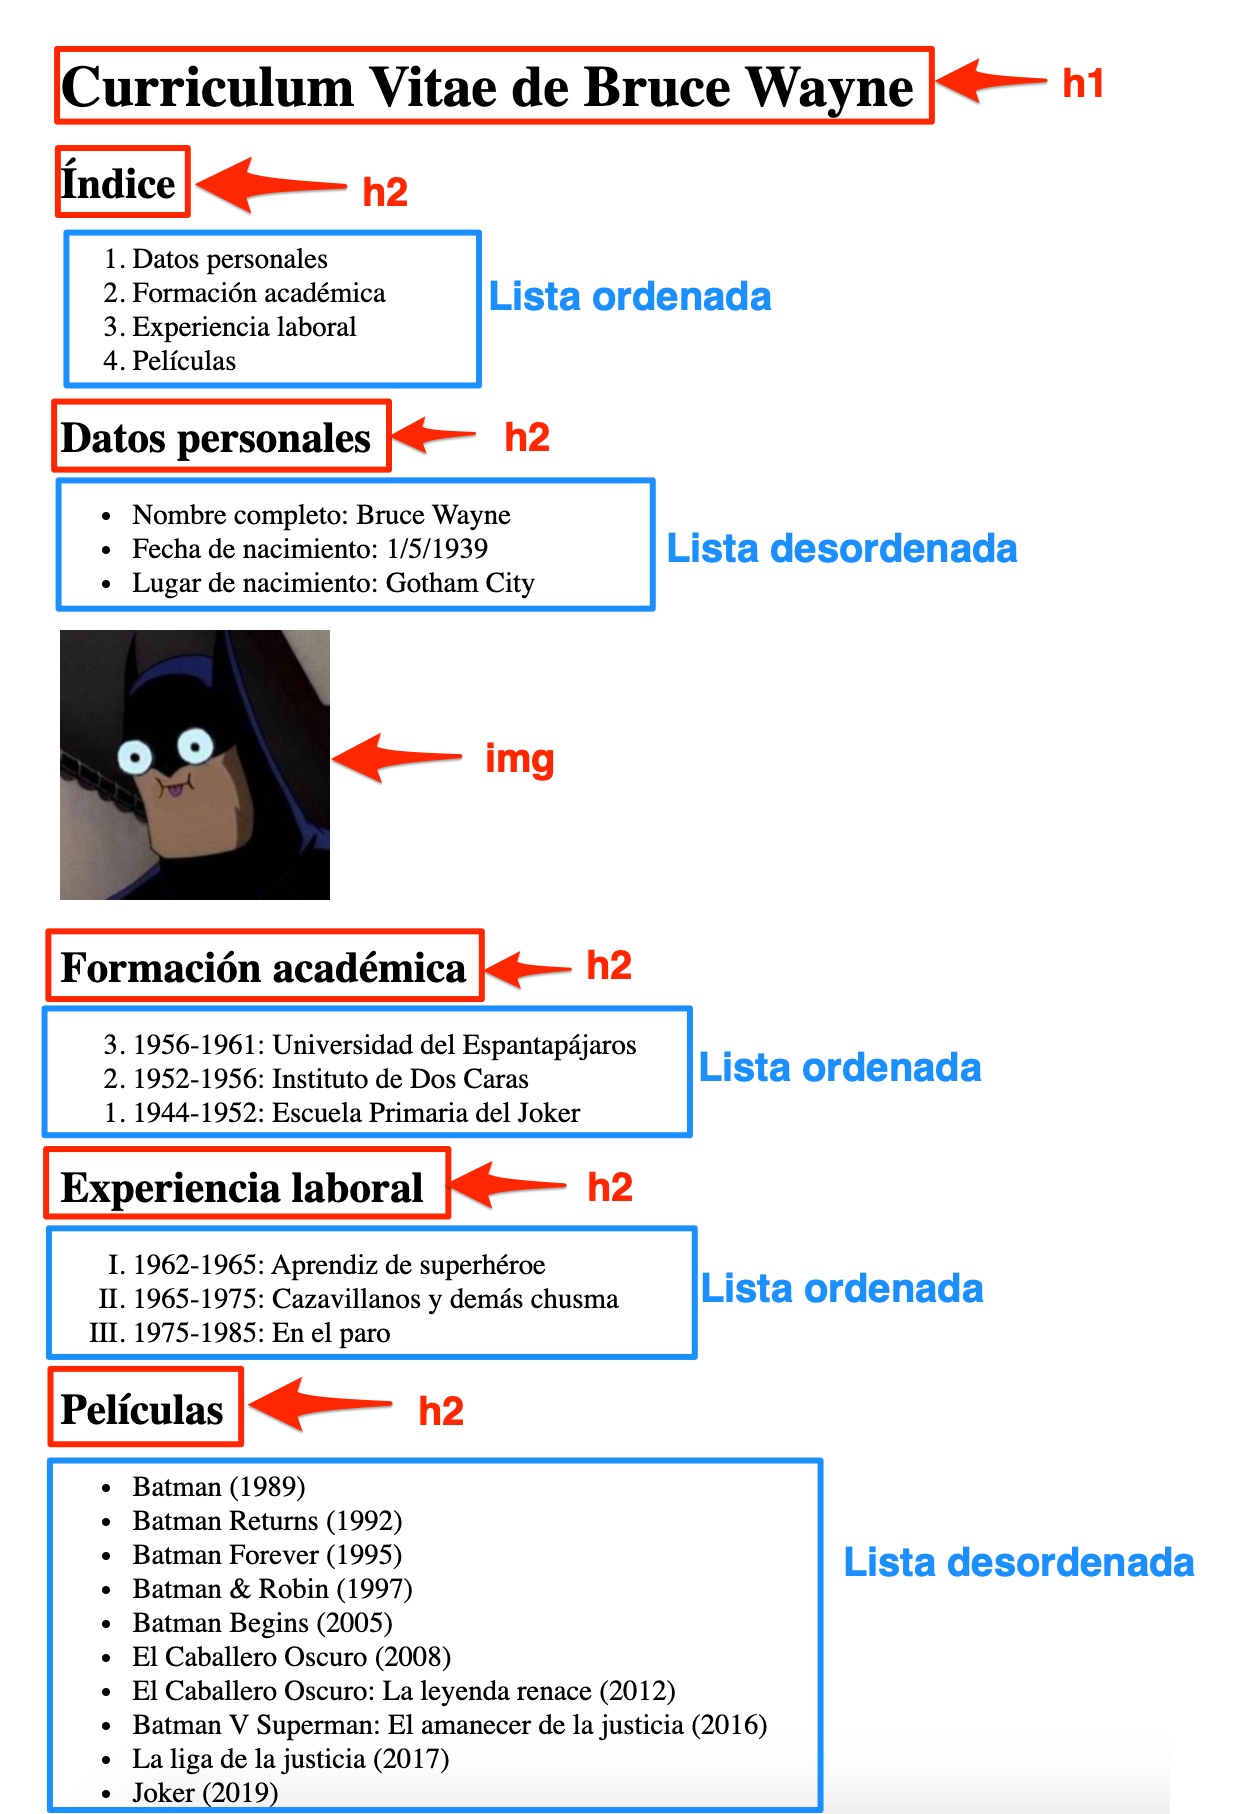 Curriculum Vitae de Bruce Wayne h1
Índice h2
1. Datos personales
2. Formación académica
3. Experiencia laboral
4. Películas
Lista ordenada
Datos personales h2
• Nombre completo: Bruce Wayne
• Fecha de nacimiento: 1/5/1939
• Lugar de nacimiento: Gotham City
Lista desordenada
img
Formación académica h2
3. 1956-1961: Universidad del Espantapájaros
2. 1952-1956: Instituto de Dos Caras
1. 1944-1952: Escuela Primaria del Joker
Lista ordenada
Experiencia laboral h2
I. 1962-1965: Aprendiz de superhéroe
II. 1965-1975: Cazavillanos y demás chusma
III. 1975-1985: En el paro
Lista ordenada
Películas h2
• Batman (1989)
• Batman Returns (1992)
• Batman Forever (1995)
• Batman & Robin (1997)
• Batman Begins (2005)
• El Caballero Oscuro (2008)
• El Caballero Oscuro: La leyenda renace (2012)
• Batman V Superman: El amanecer de la justicia (2016)
• La liga de la justicia (2017)
• Joker (2019)
Lista desordenada